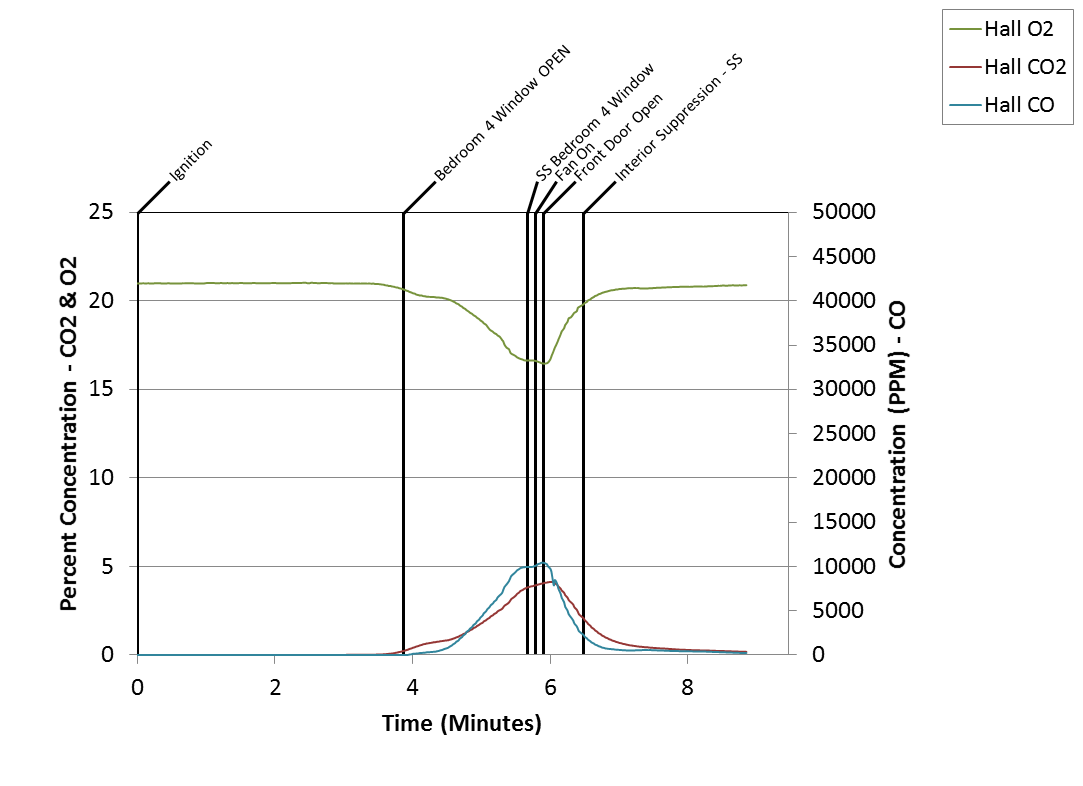 Hall O2
Hall CO2
Hall CO
Ignition
Bedroom 4 Window OPEN
SS Bedroom 4 Window
Fan On
Front Door Open
Interior Suppression - SS
25
20
15
10
5
0
Percent Concentration - CO2 & O2
50000
45000
40000
35000
30000
25000
20000
15000
10000
5000
0
Concentration (PPM) - CO
0 2 4 6 8
Time (Minutes)